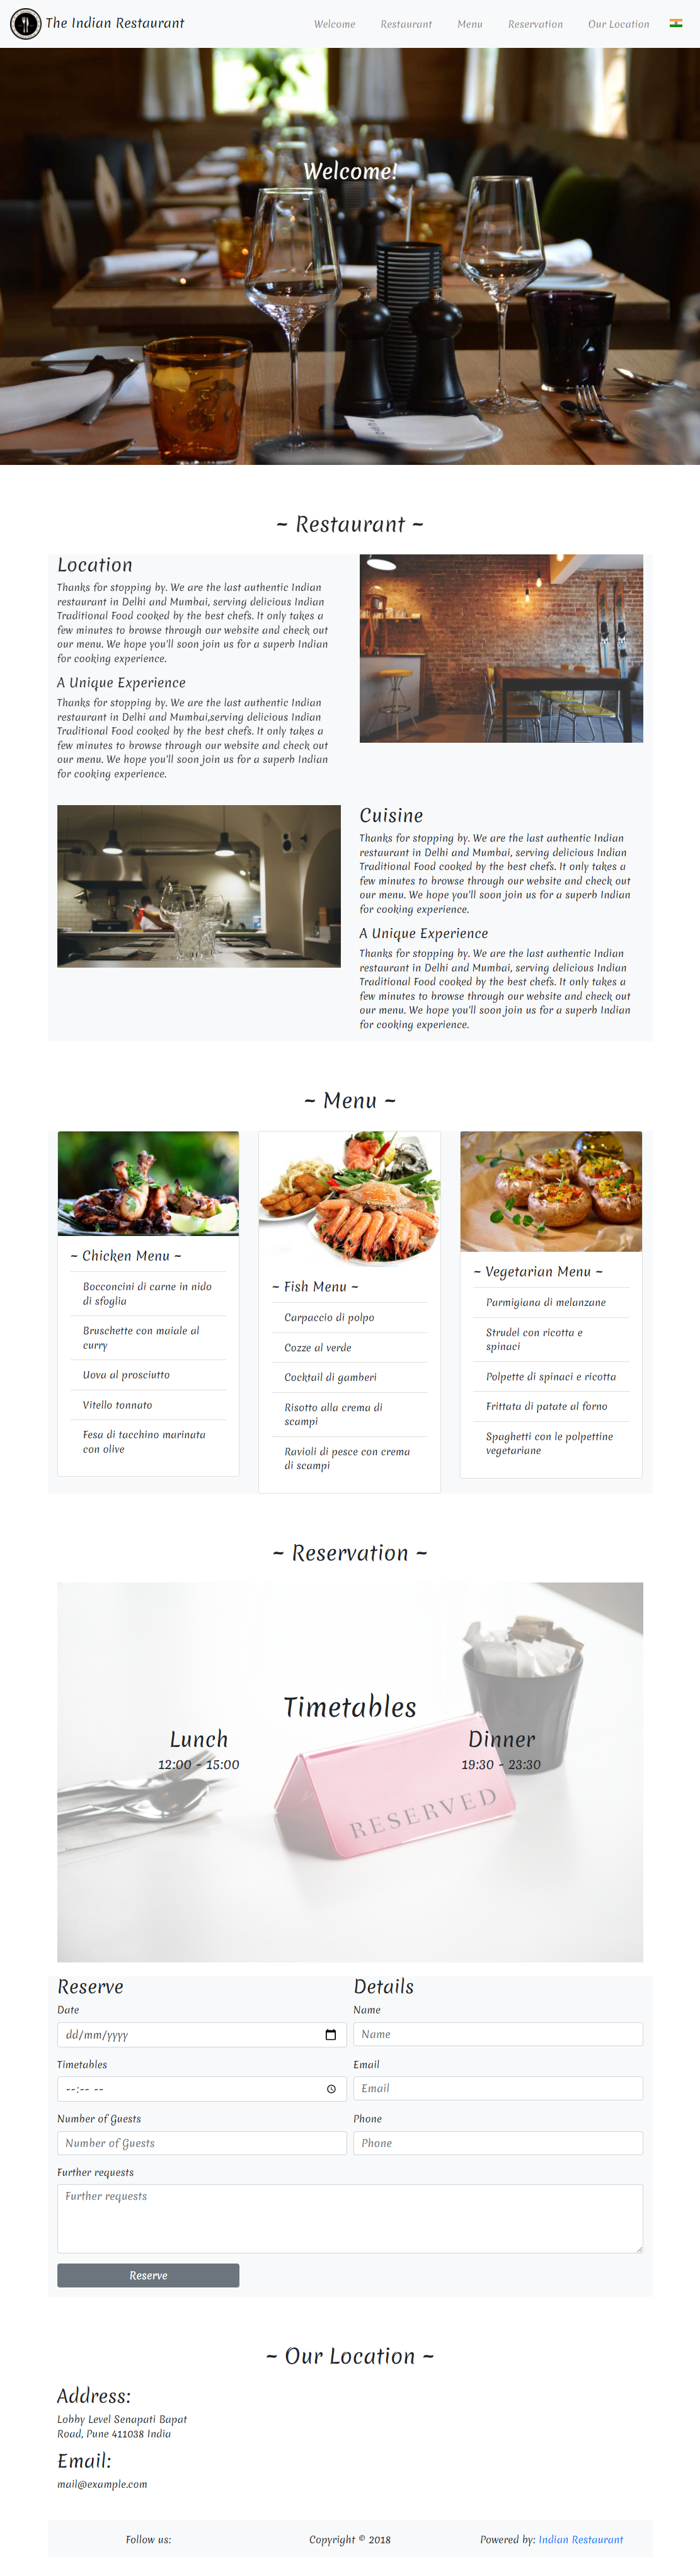 The Indian Restaurant
Welcome
Restaurant
Menu
Reservation
Our Location
Welcome!
~ Restaurant ~
Location
Thanks for stopping by. We are the last authentic Indian
restaurant in Delhi and Mumbai, serving delicious Indian
Traditional Food cooked by the best chefs. It only takes a
few minutes to browse through our website and check out
our menu. We hope you'll soon join us for a superb Indian
for cooking experience.
A Unique Experience
Thanks for stopping by. We are the last authentic Indian
restaurant in Delhi and Mumbai,serving delicious Indian
Traditional Food cooked by the best chefs. It only takes a
few minutes to browse through our website and check out
our menu. We hope you'll soon join us for a superb Indian
for cooking experience.
Cuisine
Thanks for stopping by. We are the last authentic Indian
restaurant in Delhi and Mumbai, serving delicious Indian
Traditional Food cooked by the best chefs. It only takes a
few minutes to browse through our website and check out
our menu. We hope you'll soon join us for a superb Indian
for cooking experience.
A Unique Experience
Thanks for stopping by. We are the last authentic Indian
restaurant in Delhi and Mumbai, serving delicious Indian
Traditional Food cooked by the best chefs. It only takes a
few minutes to browse through our website and check out
our menu. We hope you'll soon join us for a superb Indian
for cooking experience.
~ Menu ~
~ Chicken Menu ~
Bocconcini di carne in nido
di sfoglia
Bruschette con maiale al
curry
Uova al prosciutto
Vitello tonnato
Fesa di tacchino marinata
con olive
~ Fish Menu ~
Carpaccio di polpo
Cozze al verde
Cocktail di gamberi
Risotto alla crema di
scampi
Ravioli di pesce con crema
di scampi
~ Vegetarian Menu ~
Parmigiana di melanzane
Strudel con ricotta e
spinaci
Polpette di spinaci e ricotta
Frittata di patate al forno
Spaghetti con le polpettine
vegetariane
~ Reservation ~
Timetables
Lunch
12:00 - 15:00
Dinner
19:30 - 23:30
RESERVED
Reserve
Date
dd/mm/yyyy
Timetables
--:-- --
Number of Guests
Number of Guests
Details
Name
Name
Email
Email
Phone
Phone
Further requests
Further requests
Reserve
~ Our Location ~
Address:
Lobby Level Senapati Bapat
Road, Pune 411038 India
Email:
mail@example.com
Follow us:
Copyright © 2018
Powered by: Indian Restaurant